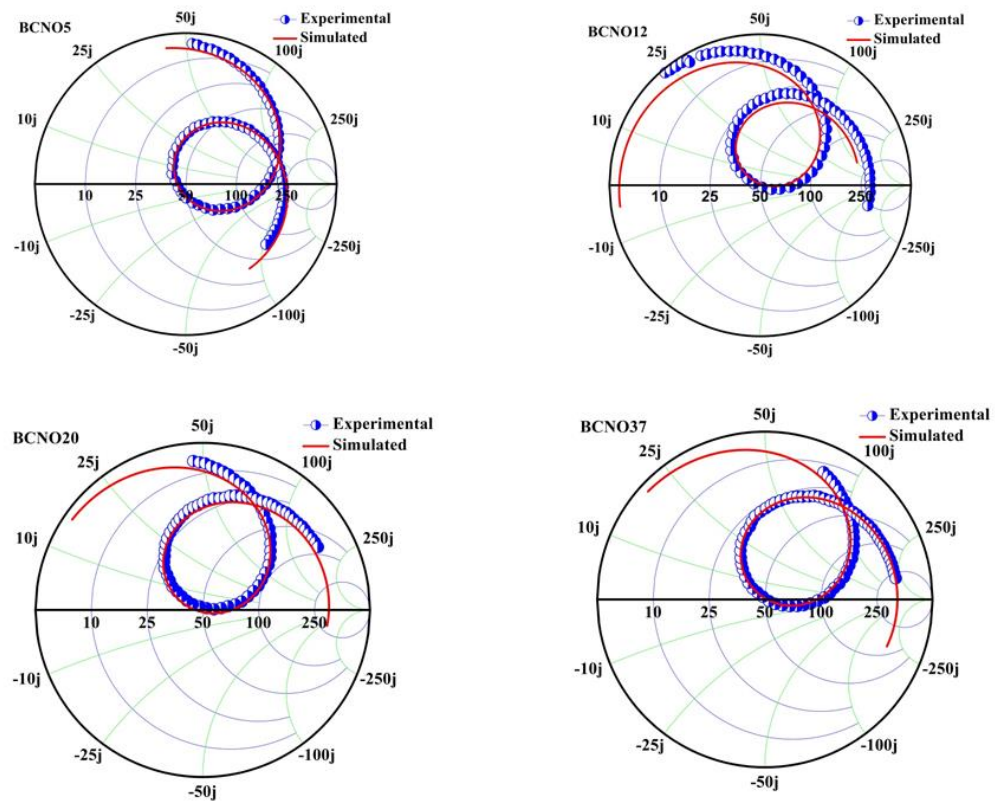 BCNO5
50j
Experimental
Simulated
25j
100j
10j
250j
10
25
50
100
250
-10j
-250j
-25j
-100j
-50j
BCNO12
50j
Experimental
Simulated
25j
100j
10j
250j
10
25
50
100
250
-10j
-250j
-25j
-100j
-50j
BCNO20
50j
Experimental
Simulated
25j
100j
10j
250j
10
25
50
100
250
-10j
-250j
-25j
-100j
-50j
BCNO37
50j
Experimental
Simulated
25j
100j
10j
250j
10
25
50
100
250
-10j
-250j
-25j
-100j
-50j